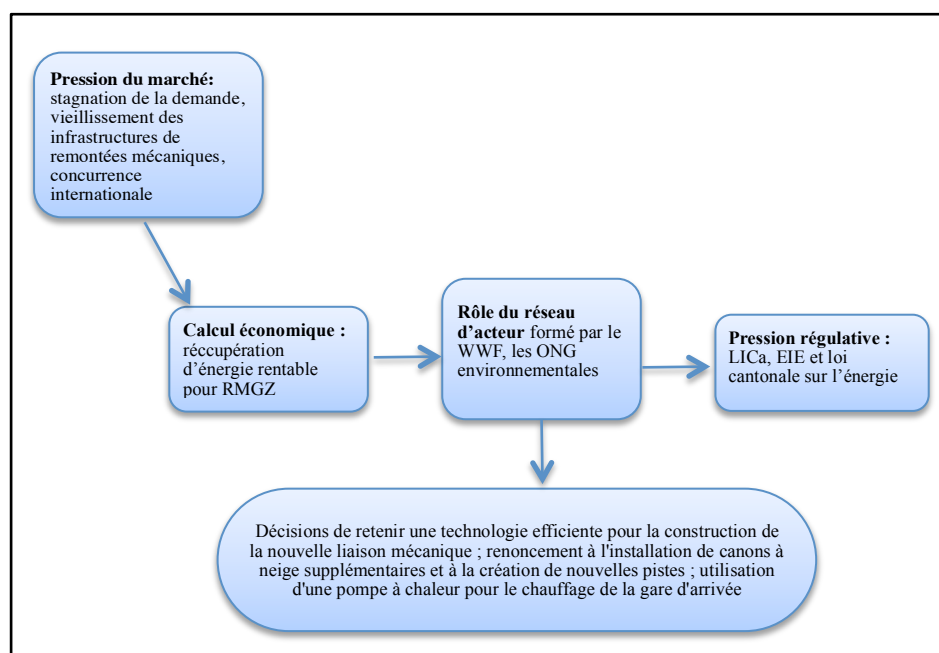 Pression du marché:
stagnation de la demande,
vieillissement des
infrastructures de
remontées mécaniques,
concurrence
internationale
Calcul économique :
réccupération
d’énergie rentable
pour RMGZ
Rôle du réseau
d’acteur formé par le
WWF, les ONG
environnementales
Pression régulative :
LICa, EIE et loi
cantonale sur l’énergie
Décisions de retenir une technologie efficiente pour la construction de
la nouvelle liaison mécanique ; renoncement à l'installation de canons à
neige supplémentaires et à la création de nouvelles pistes ; utilisation
d'une pompe à chaleur pour le chauffage de la gare d'arrivée